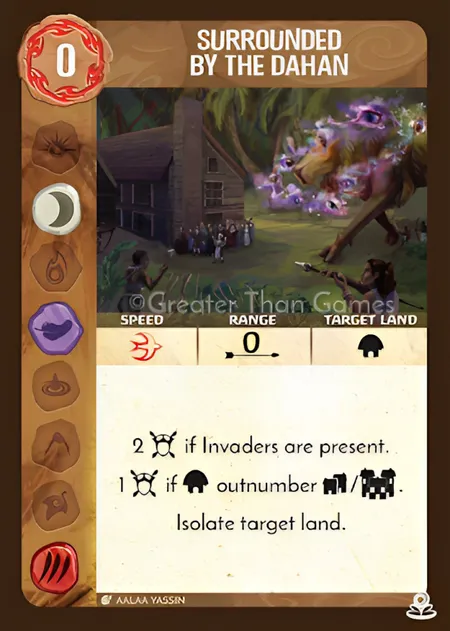 0
SURROUNDED
BY THE DAHAN
©Greater Than Games
SPEED RANGE TARGET LAND
0
2 if Invaders are present.
1 if outnumber / .
Isolate target land.
AALAA YASSIN